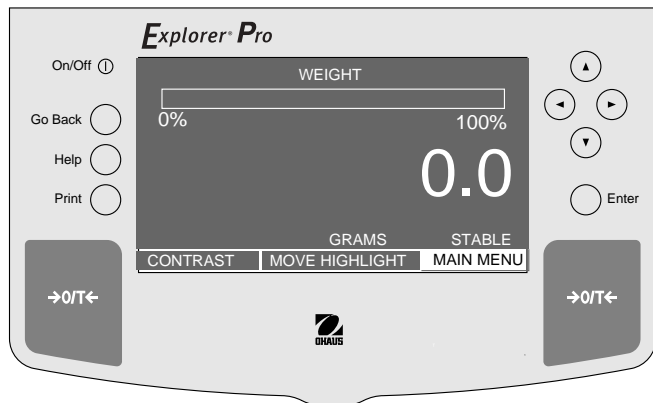 Explorer® Pro
On/Off
WEIGHT
Go Back
0% 100%
Help
0.0
Print
Enter
GRAMS STABLE
CONTRAST MOVE HIGHLIGHT MAIN MENU
→0/T← →0/T←
OHAUS